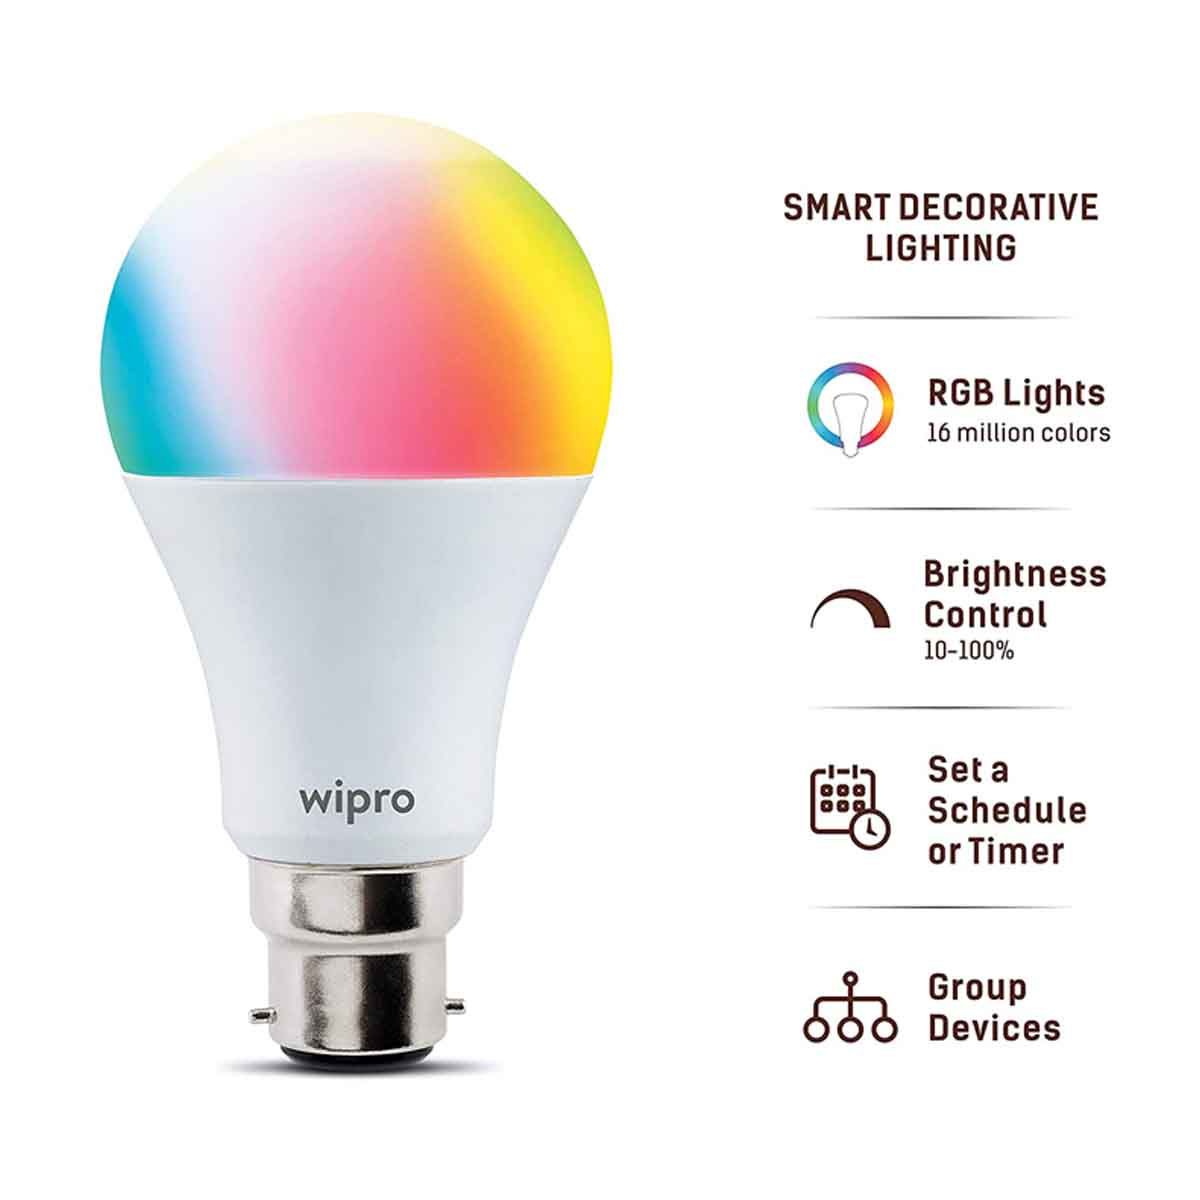 SMART DECORATIVE
LIGHTING
RGB Lights
16 million colors
Brightness
Control
10-100%
Set a
Schedule
or Timer
Group
Devices
wipro